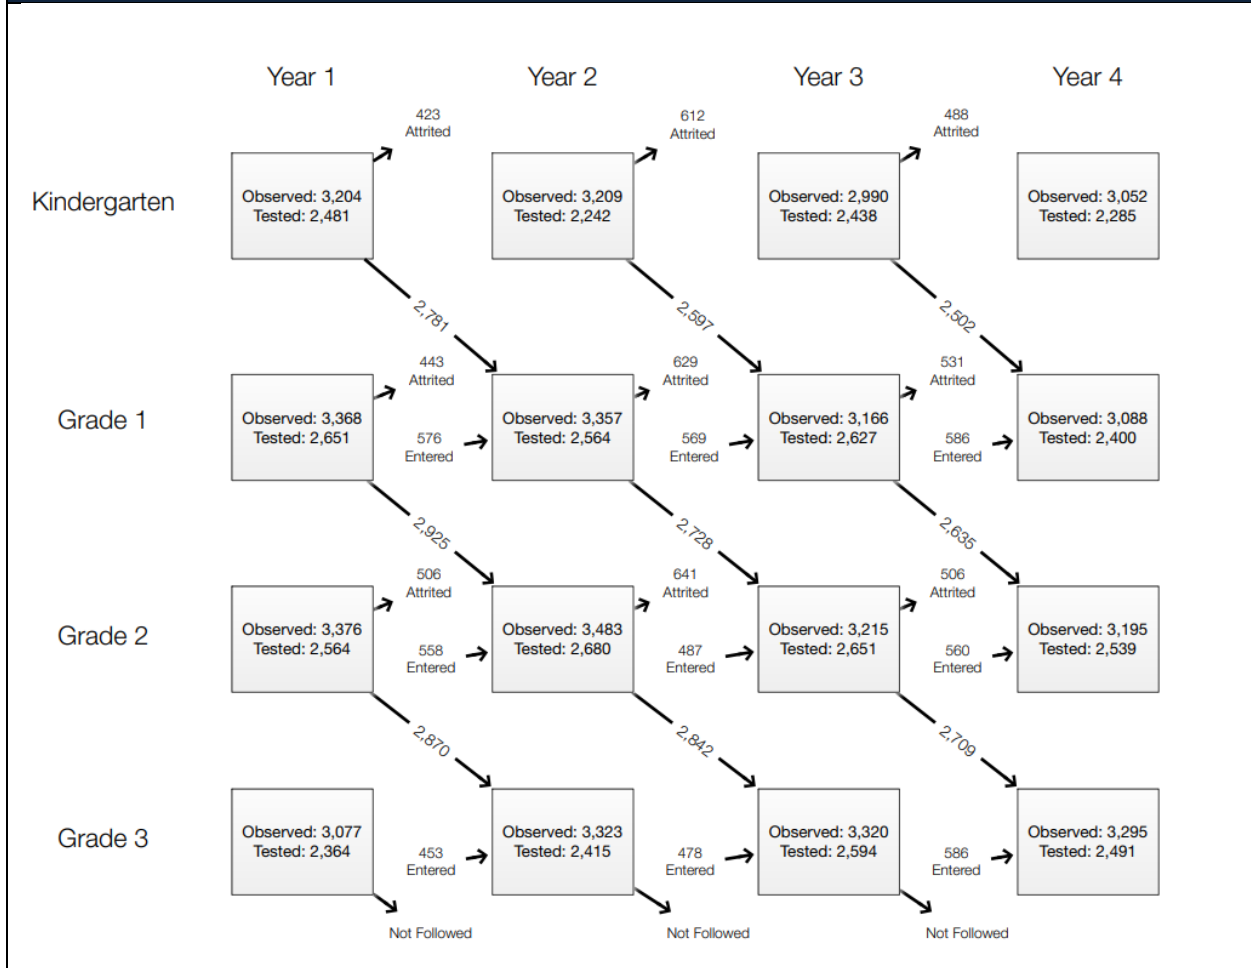 Year 1
Year 2
Year 3
Year 4
423
Attrited
612
Attrited
488
Attrited
Kindergarten
Observed: 3,204
Tested: 2,481
Observed: 3,209
Tested: 2,242
Observed: 2,990
Tested: 2,438
Observed: 3,052
Tested: 2,285
2,781
2,597
2,502
443
Attrited
629
Attrited
531
Attrited
Grade 1
Observed: 3,368
Tested: 2,651
576
Entered
Observed: 3,357
Tested: 2,564
569
Entered
Observed: 3,166
Tested: 2,627
586
Entered
Observed: 3,088
Tested: 2,400
2,925
2,728
2,635
506
Attrited
641
Attrited
506
Attrited
Grade 2
Observed: 3,376
Tested: 2,564
558
Entered
Observed: 3,483
Tested: 2,680
487
Entered
Observed: 3,215
Tested: 2,651
560
Entered
Observed: 3,195
Tested: 2,539
2,870
2,842
2,709
Grade 3
Observed: 3,077
Tested: 2,364
453
Entered
Observed: 3,323
Tested: 2,415
478
Entered
Observed: 3,320
Tested: 2,594
586
Entered
Observed: 3,295
Tested: 2,491
Not Followed
Not Followed
Not Followed